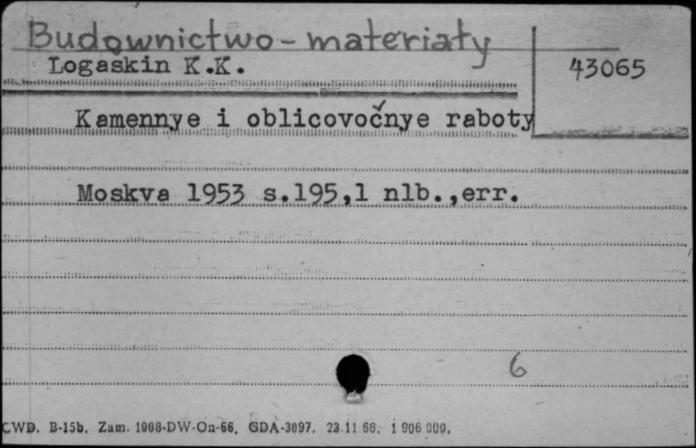 Budownictwo - materiały
Logaskin K.K.
43065
Kamennye i oblicovočnye raboty
Moskva 1953 s.195,1 nlb.,err.
6
CWD. B-15b. Zam. 1008-DW-On-66. GDA-3097. 23.11 66. 1 906 000.